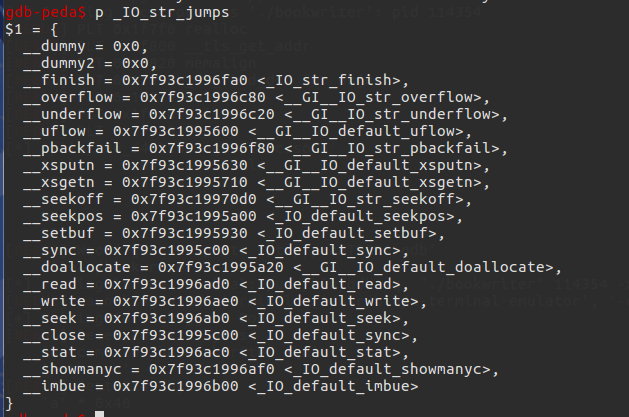 gdb-peda$ p _IO_str_jumps
$1 = {
  __dummy = 0x0,
  __dummy2 = 0x0,
  __finish = 0x7f93c1996fa0 <_IO_str_finish>,
  __overflow = 0x7f93c1996c80 <__GI__IO_str_overflow>,
  __underflow = 0x7f93c1996c20 <__GI__IO_str_underflow>,
  __uflow = 0x7f93c1995600 <__GI__IO_default_uflow>,
  __pbackfail = 0x7f93c1996f80 <__GI__IO_str_pbackfail>,
  __xsputn = 0x7f93c1995630 <__GI__IO_default_xsputn>,
  __xsgetn = 0x7f93c1995710 <__GI__IO_default_xsgetn>,
  __seekoff = 0x7f93c19970d0 <__GI__IO_str_seekoff>,
  __seekpos = 0x7f93c1995a00 <_IO_default_seekpos>,
  __setbuf = 0x7f93c1995930 <_IO_default_setbuf>,
  __sync = 0x7f93c1995c00 <_IO_default_sync>,
  __doallocate = 0x7f93c1995a20 <__GI__IO_default_doallocate>,
  __read = 0x7f93c1996ad0 <_IO_default_read>,
  __write = 0x7f93c1996ae0 <_IO_default_write>,
  __seek = 0x7f93c1996ab0 <_IO_default_seek>,
  __close = 0x7f93c1995c00 <_IO_default_sync>,
  __stat = 0x7f93c1996ac0 <_IO_default_stat>,
  __showmanyc = 0x7f93c1996af0 <_IO_default_showmanyc>,
  __imbue = 0x7f93c1996b00 <_IO_default_imbue>
}